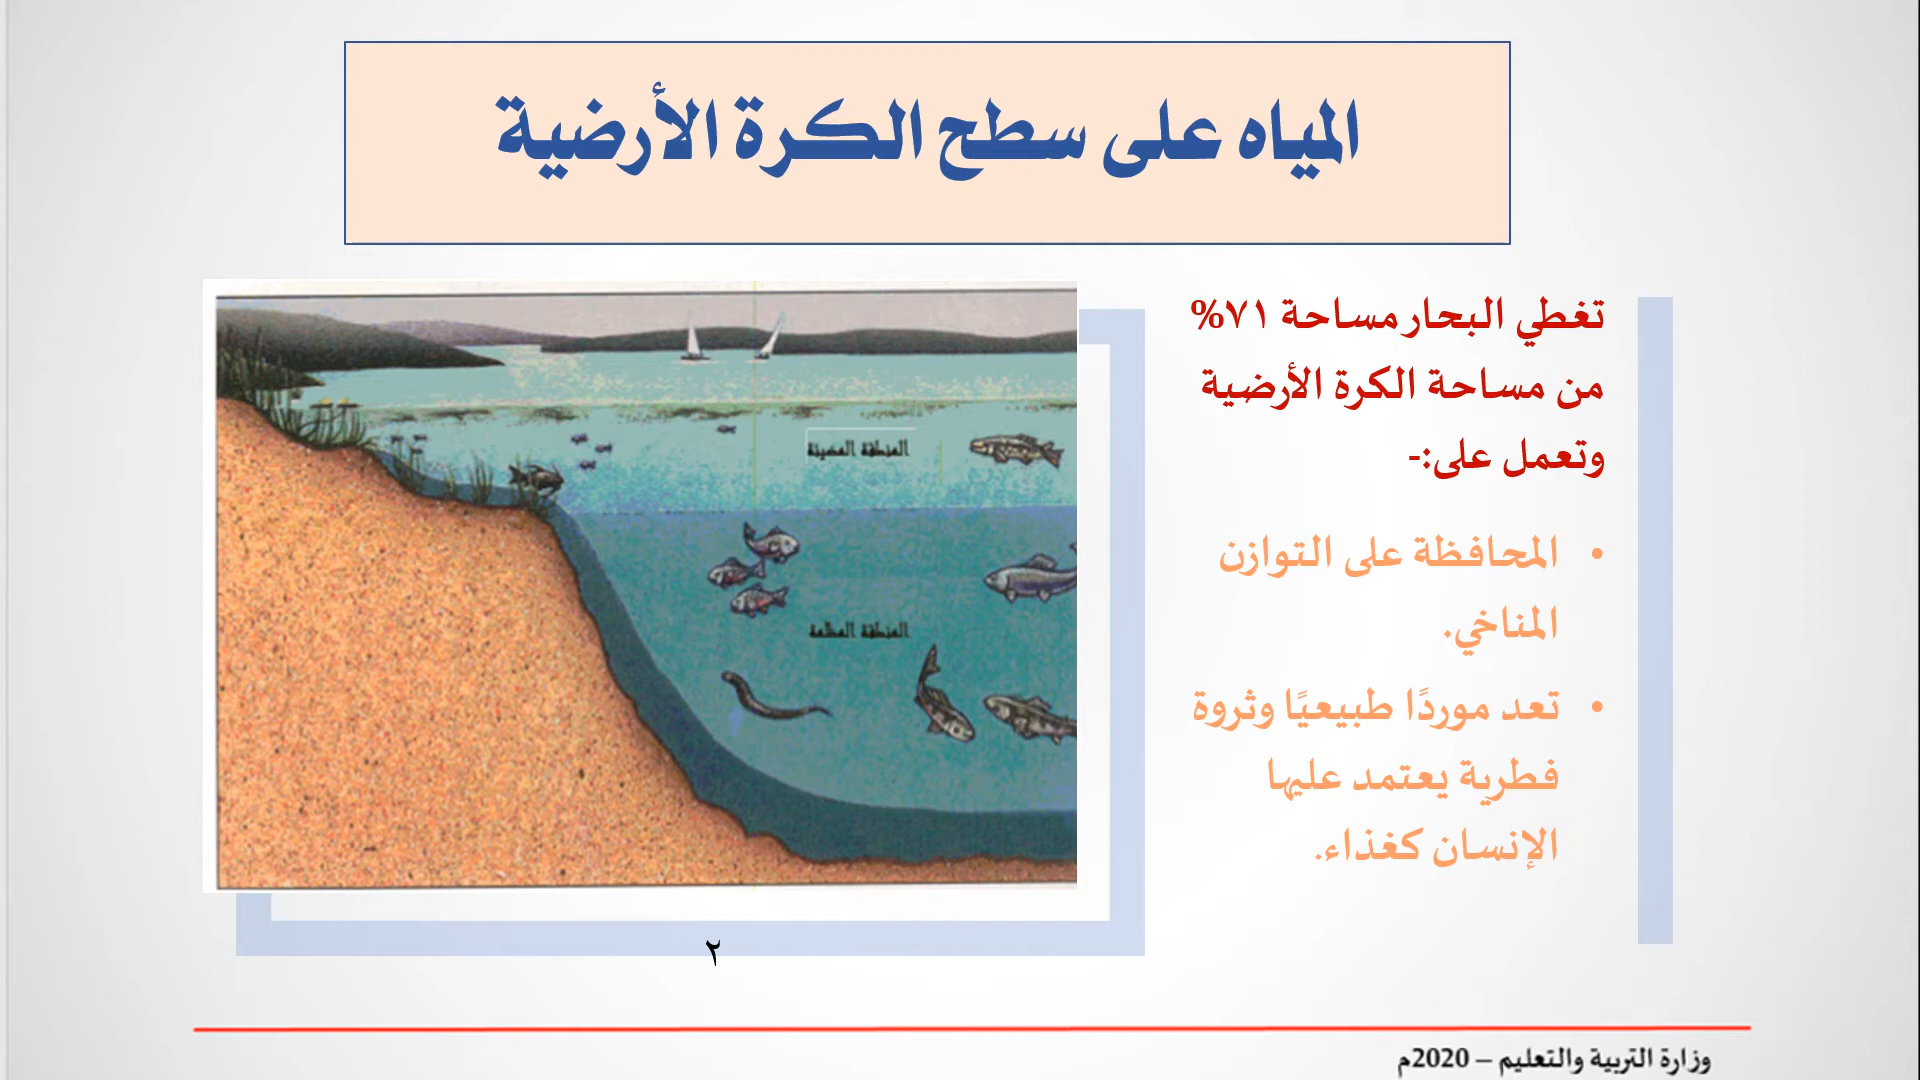 المياه على سطح الكرة الأرضية
تغطي البحار مساحة ٧١%
من مساحة الكرة الأرضية
وتعمل على:-
• المحافظة على التوازن
المناخي.
• تعد موردًا طبيعيًا وثروة
فطرية يعتمد عليها
الإنسان كغذاء.
المنطقة المضيئة
المنطقة المظلمة
٢
وزارة التربية والتعليم – 2020م